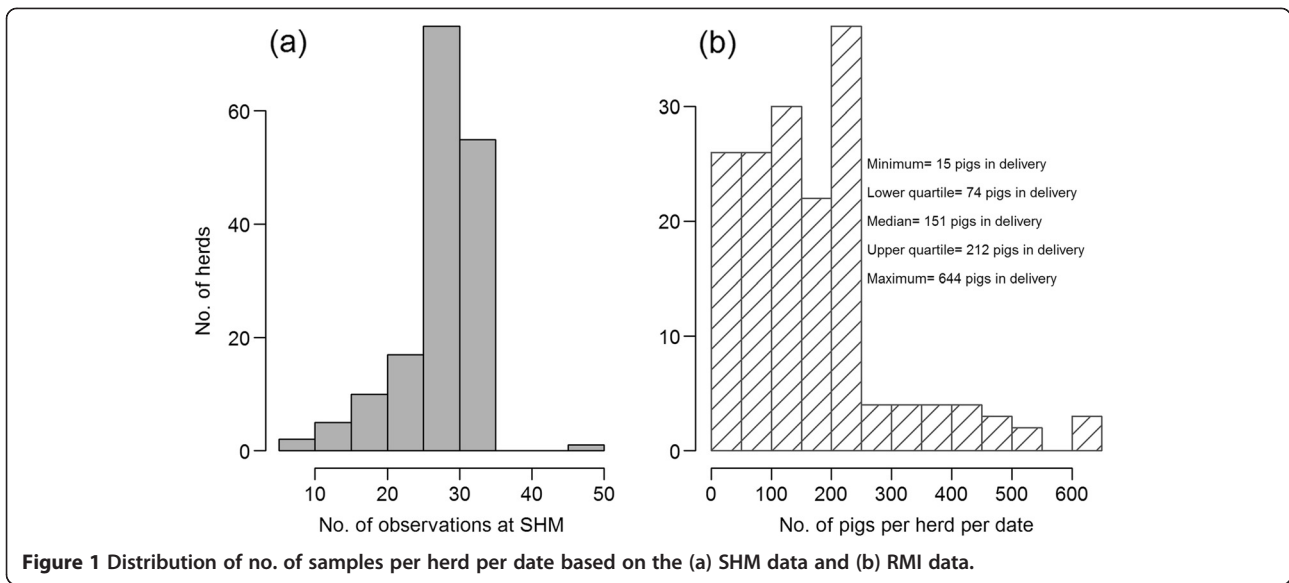 (a)
60
40
20
0
No. of herds
10 20 30 40 50
No. of observations at SHM
(b)
30
20
10
0
Minimum= 15 pigs in delivery
Lower quartile= 74 pigs in delivery
Median= 151 pigs in delivery
Upper quartile= 212 pigs in delivery
Maximum= 644 pigs in delivery
0 100 200 300 400 500 600
No. of pigs per herd per date
Figure 1 Distribution of no. of samples per herd per date based on the (a) SHM data and (b) RMI data.